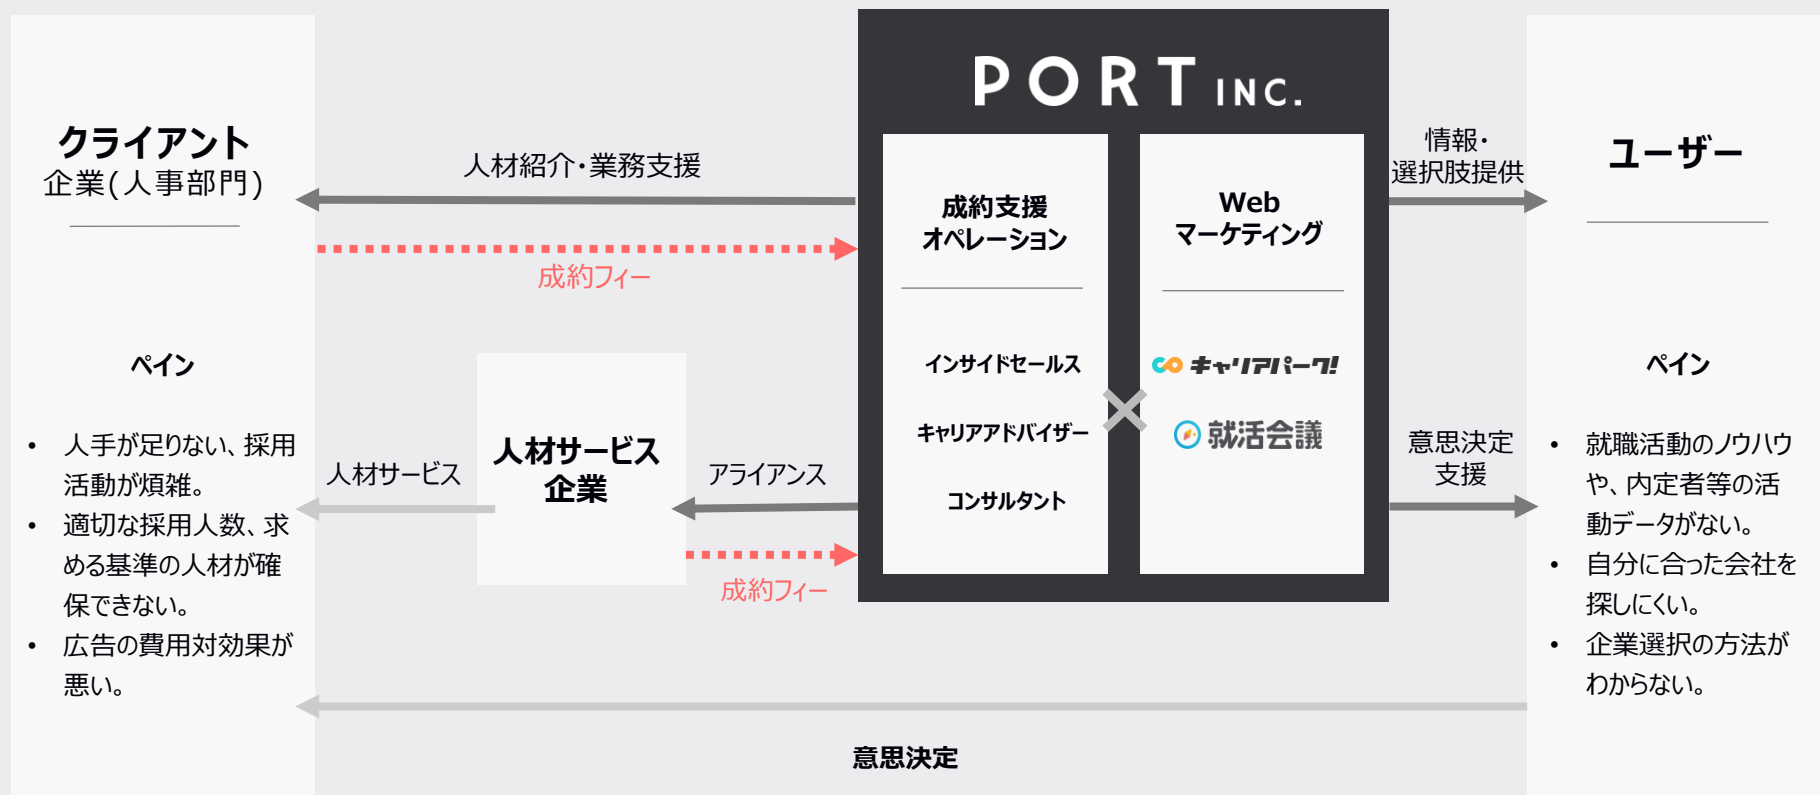 クライアント
企業(人事部門)
ペイン
• 人手が足りない、採用
活動が煩雑。
• 適切な採用人数、求
める基準の人材が確
保できない。
• 広告の費用対効果が
悪い。
人材紹介・業務支援
成約フィー
人材サービス
人材サービス
企業
アライアンス
成約フィー
PORT INC.
成約支援
オペレーション
インサイドセールス
キャリアアドバイザー
コンサルタント
×
Web
マーケティング
キャリアパーク!
就活会議
情報・
選択肢提供
意思決定
支援
ユーザー
ペイン
• 就職活動のノウハウ
や、内定者等の活
動データがない。
• 自分に合った会社を
探しにくい。
• 企業選択の方法が
わからない。
意思決定